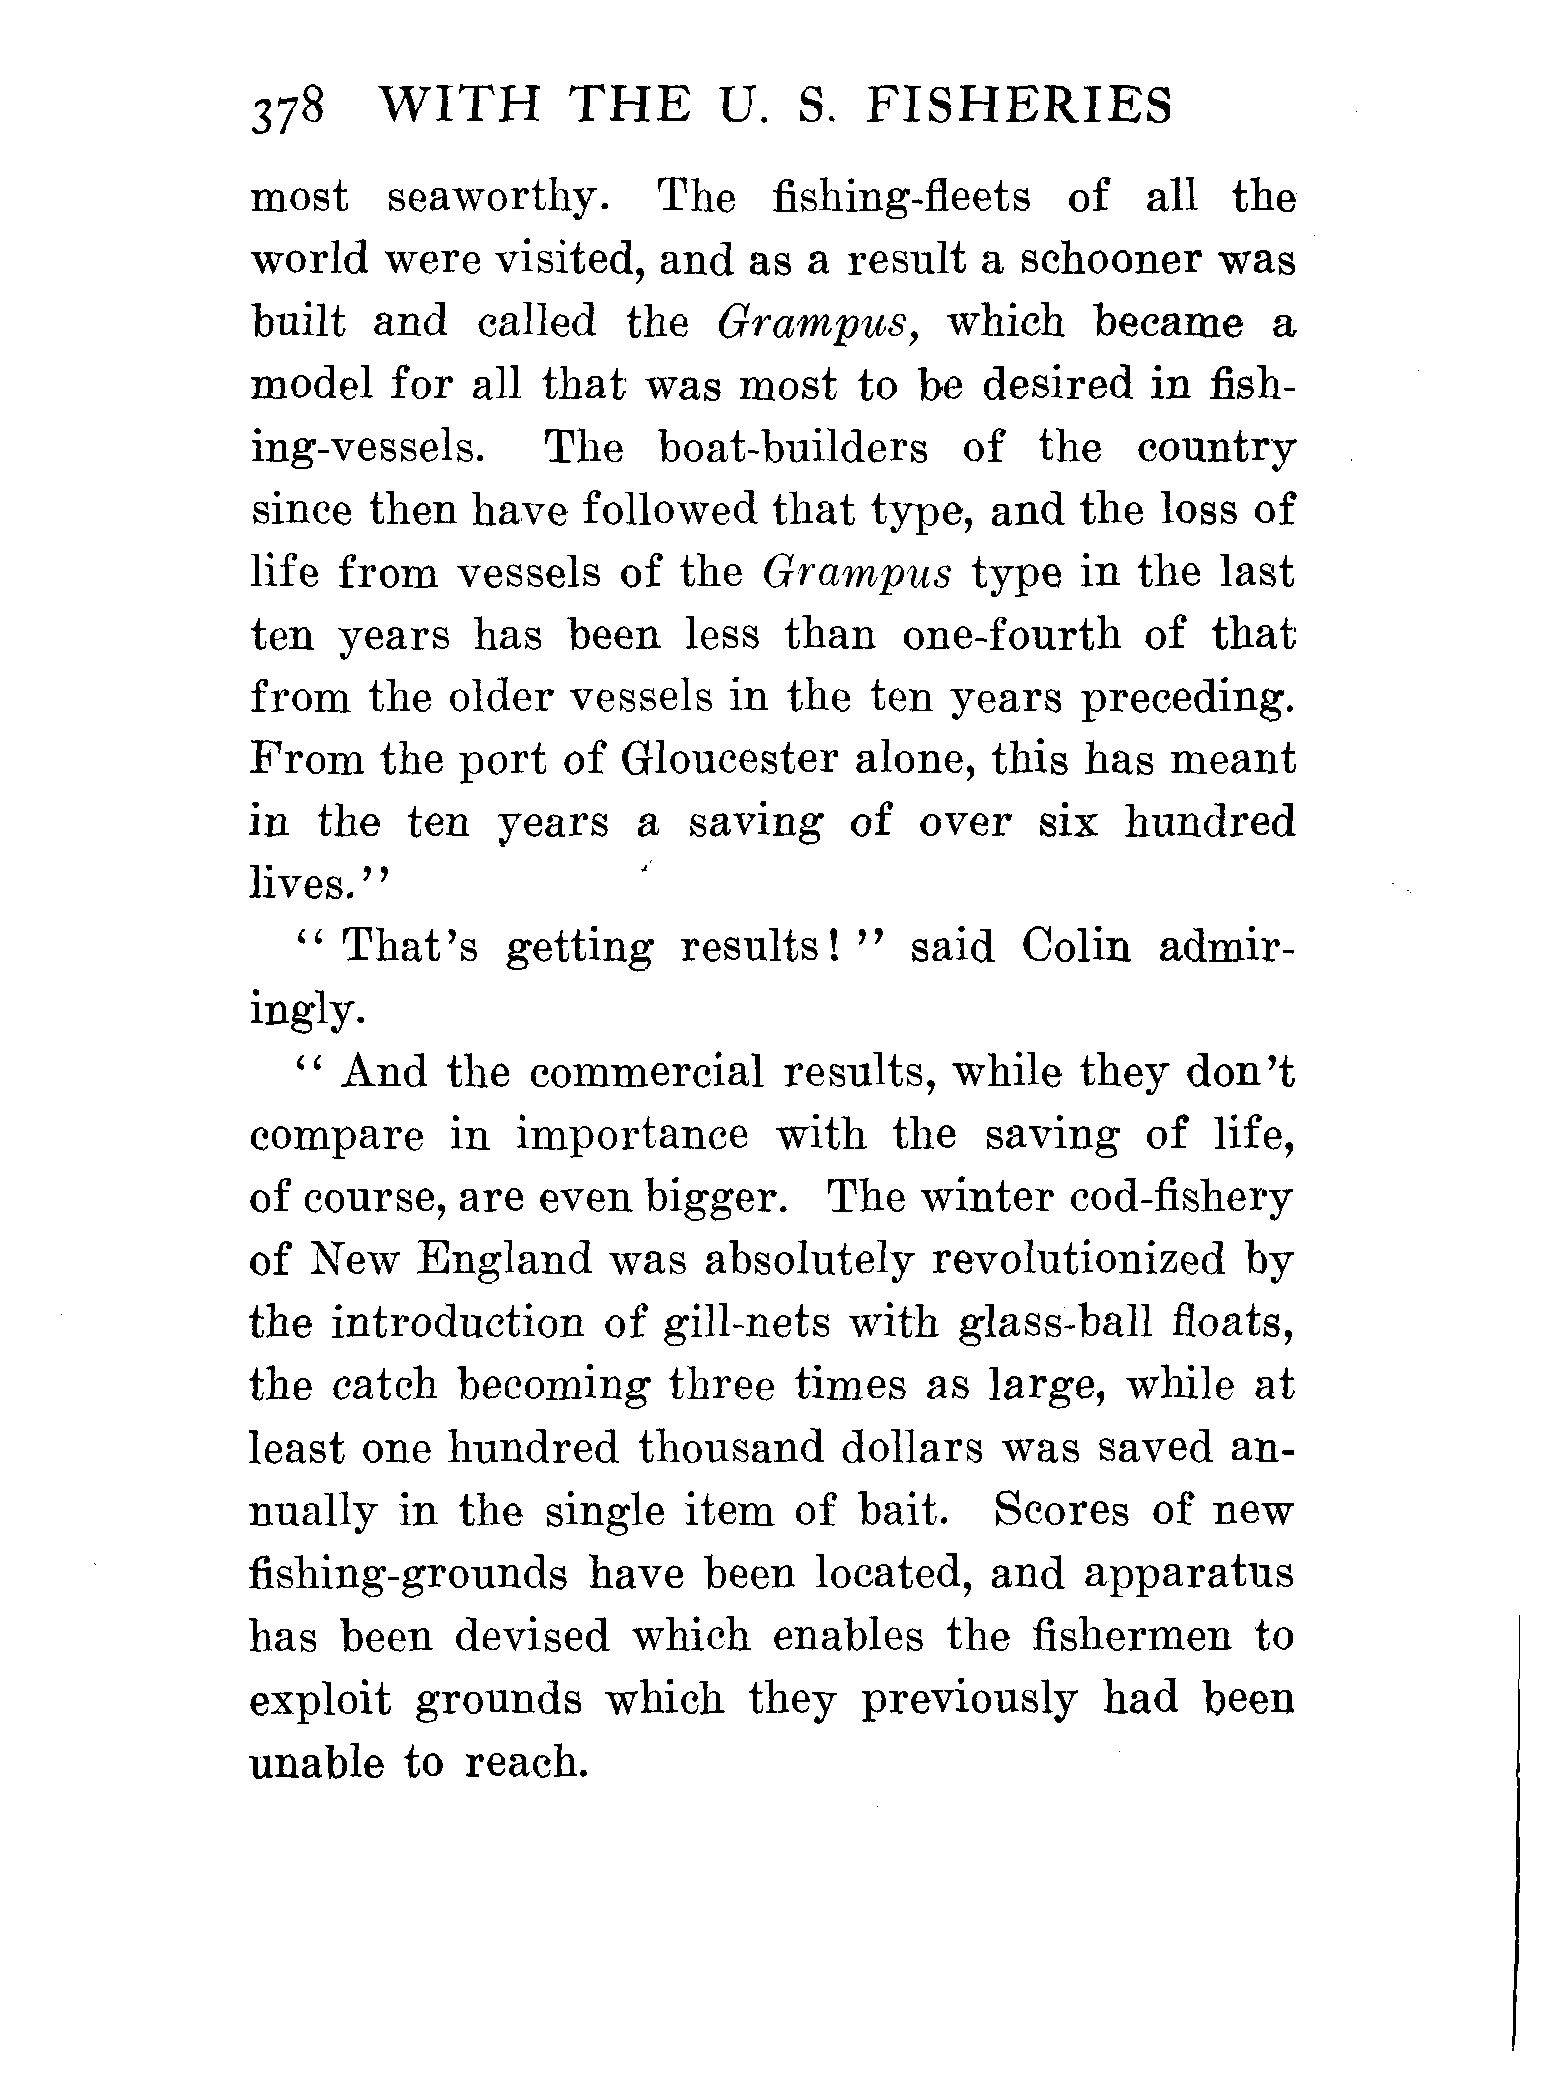 378 WITH THE U. S. FISHERIES
most seaworthy. The fishing-fleets of all the
world were visited, and as a result a schooner was
built and called the Grampus, which became a
model for all that was most to be desired in fish-
ing-vessels. The boat-builders of the country
since then have followed that type, and the loss of
life from vessels of the Grampus type in the last
ten years has been less than one-fourth of that
from the older vessels in the ten years preceding.
From the port of Gloucester alone, this has meant
in the ten years a saving of over six hundred
lives.’’
‘‘ That’s getting results! ’’ said Colin admir-
ingly.
‘‘ And the commercial results, while they don’t
compare in importance with the saving of life,
of course, are even bigger. The winter cod-fishery
of New England was absolutely revolutionized by
the introduction of gill-nets with glass-ball floats,
the catch becoming three times as large, while at
least one hundred thousand dollars was saved an-
nually in the single item of bait. Scores of new
fishing-grounds have been located, and apparatus
has been devised which enables the fishermen to
exploit grounds which they previously had been
unable to reach.